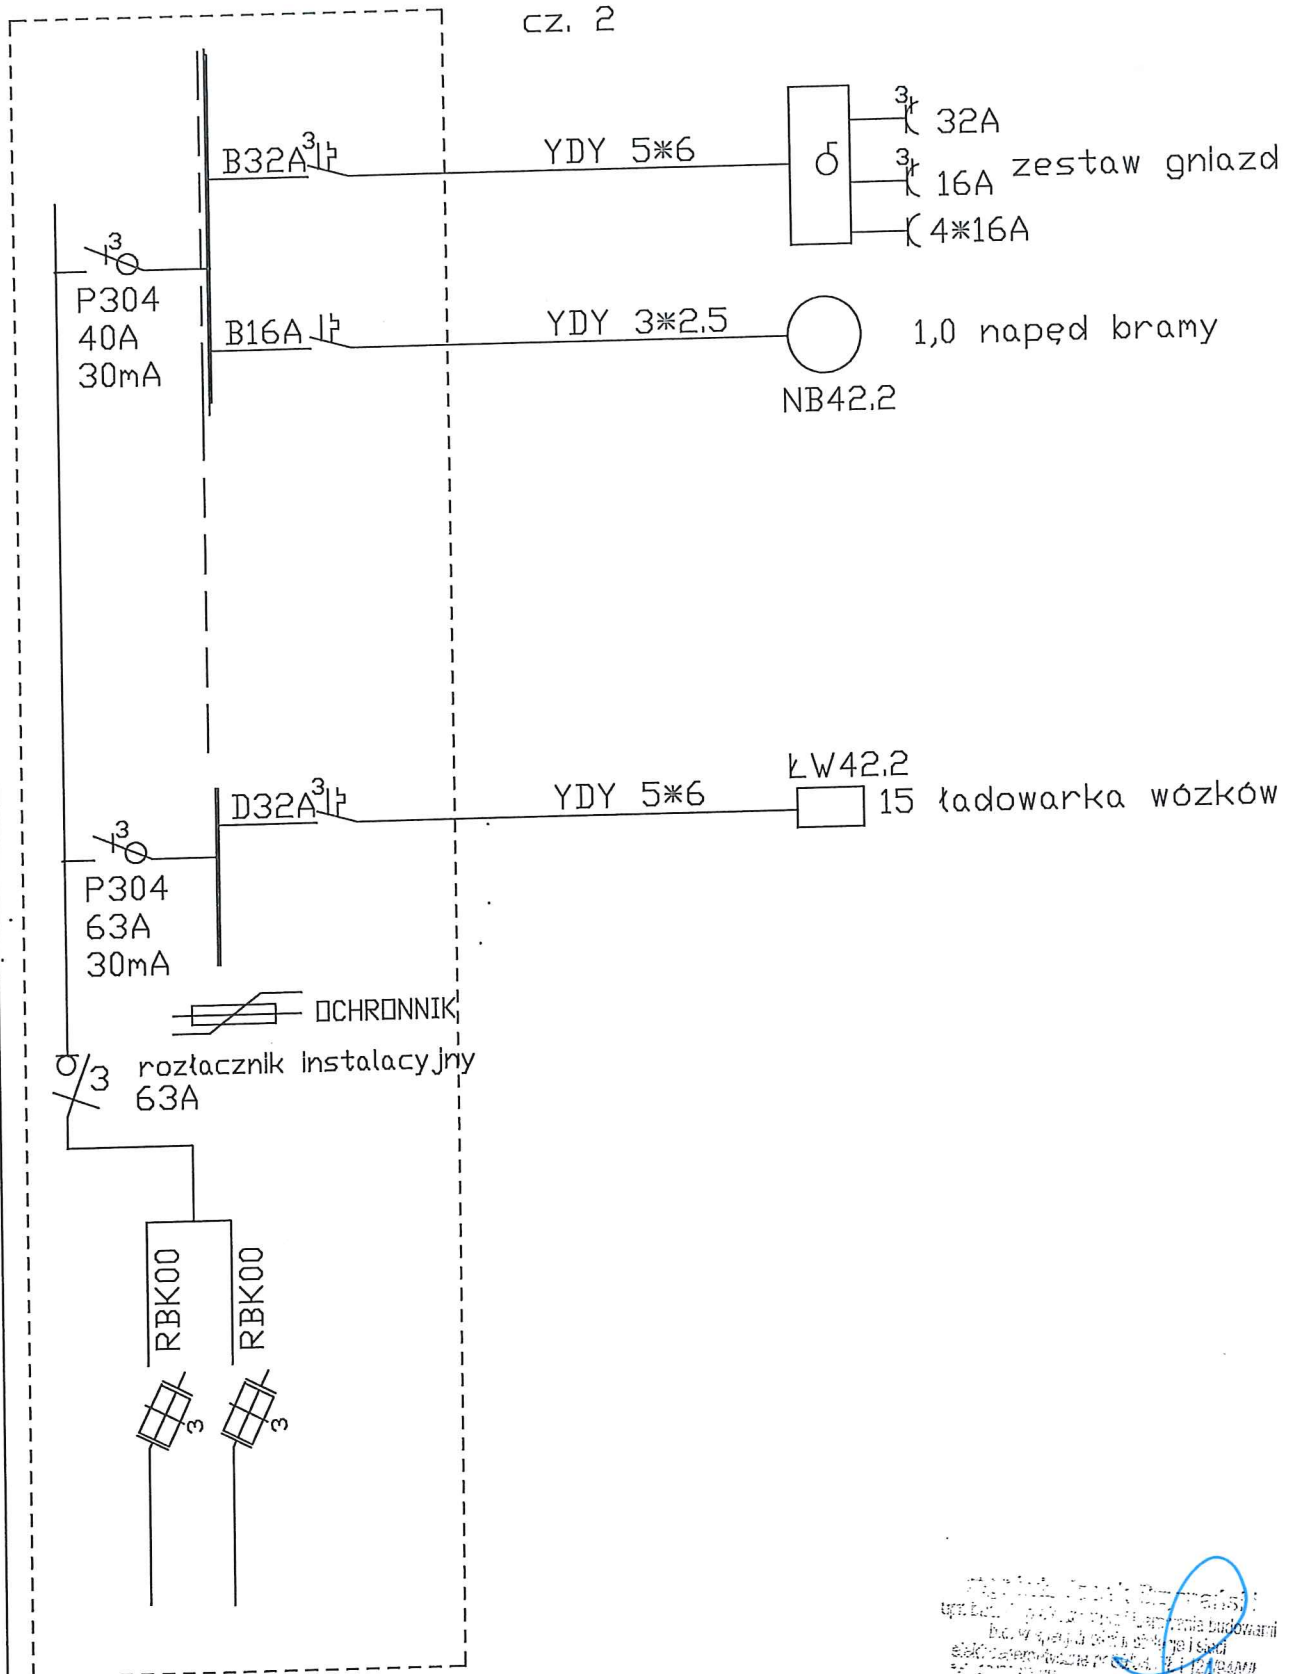 cz. 2
B32A 3
YDY 5*6
3 32A
3 16A
4*16A
zestaw gniazd
3
P304
40A
30mA
B16A
YDY 3*2.5
NB42.2
1,0 napęd bramy
D32A 3
YDY 5*6
ŁW42.2
15 ładowarka wózków
3
P304
63A
30mA
OCHRONNIK
3
rozłacznik instalacyjny
63A
RBK00
RBK00
3
3
budowami
i sieci